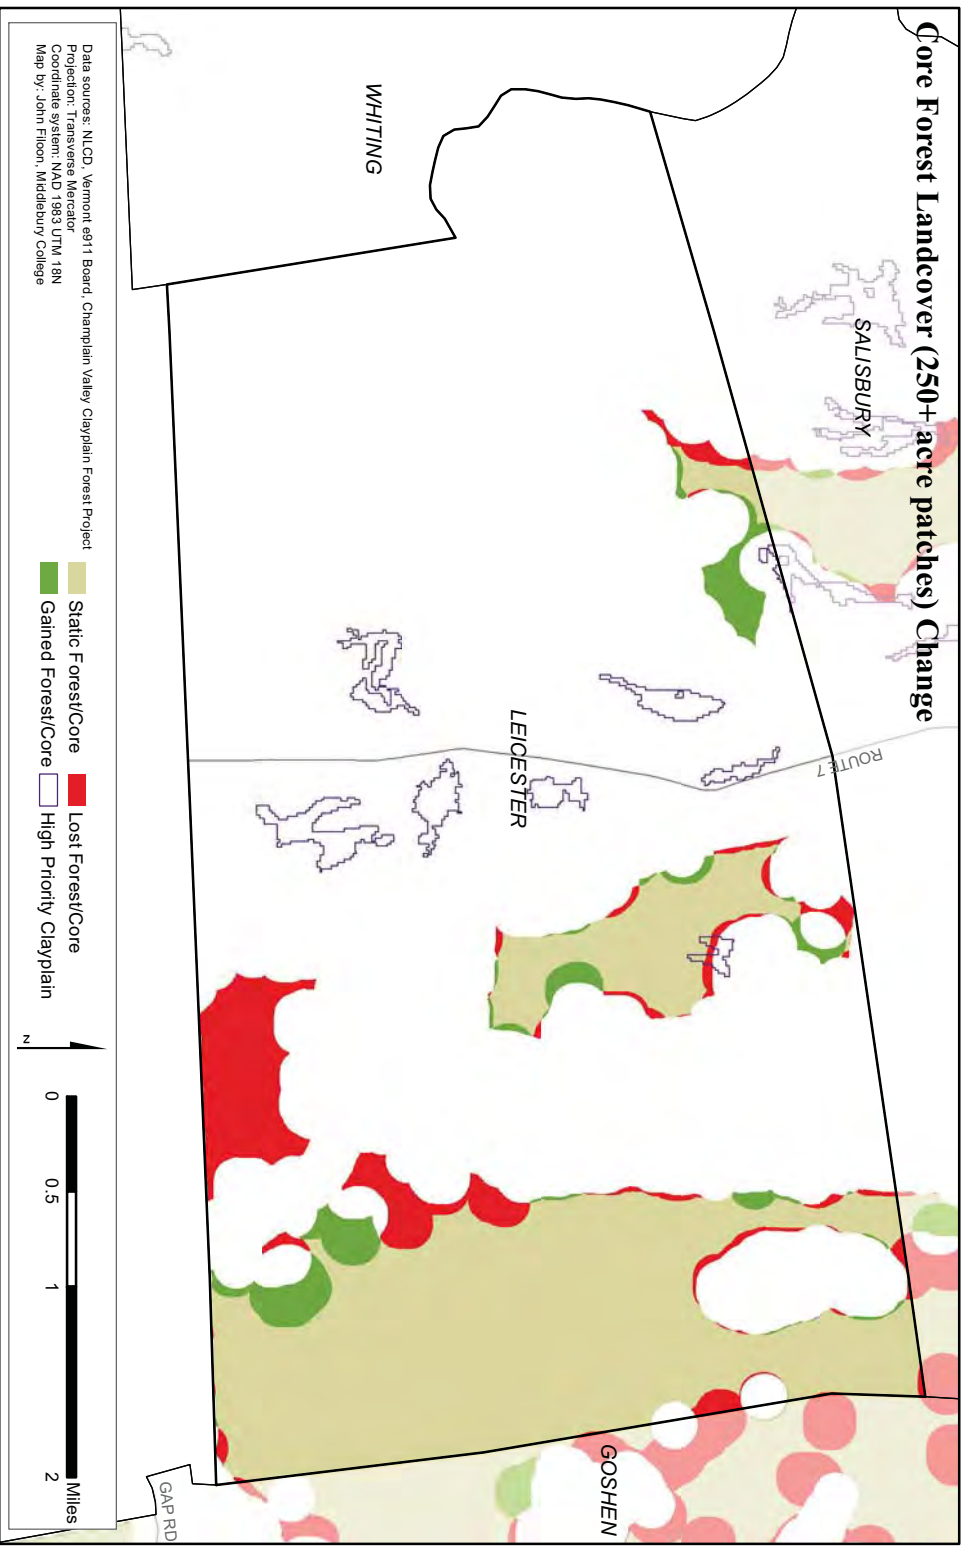 Core Forest Landcover (250+ acre patches) Change
SALISBURY
WHITING
ROUTE 7
LEICESTER
GOSHEN
GAP RD
Data sources: NLCD, Vermont e911 Board, Champlain Valley Clayplain Forest Project
Projection: Transverse Mercator
Coordinate system: NAD 1983 UTM 18N
Map by: John Filoon, Middlebury College
Static Forest/Core
Gained Forest/Core
Lost Forest/Core
High Priority Clayplain
N
0 0.5 1 2
Miles